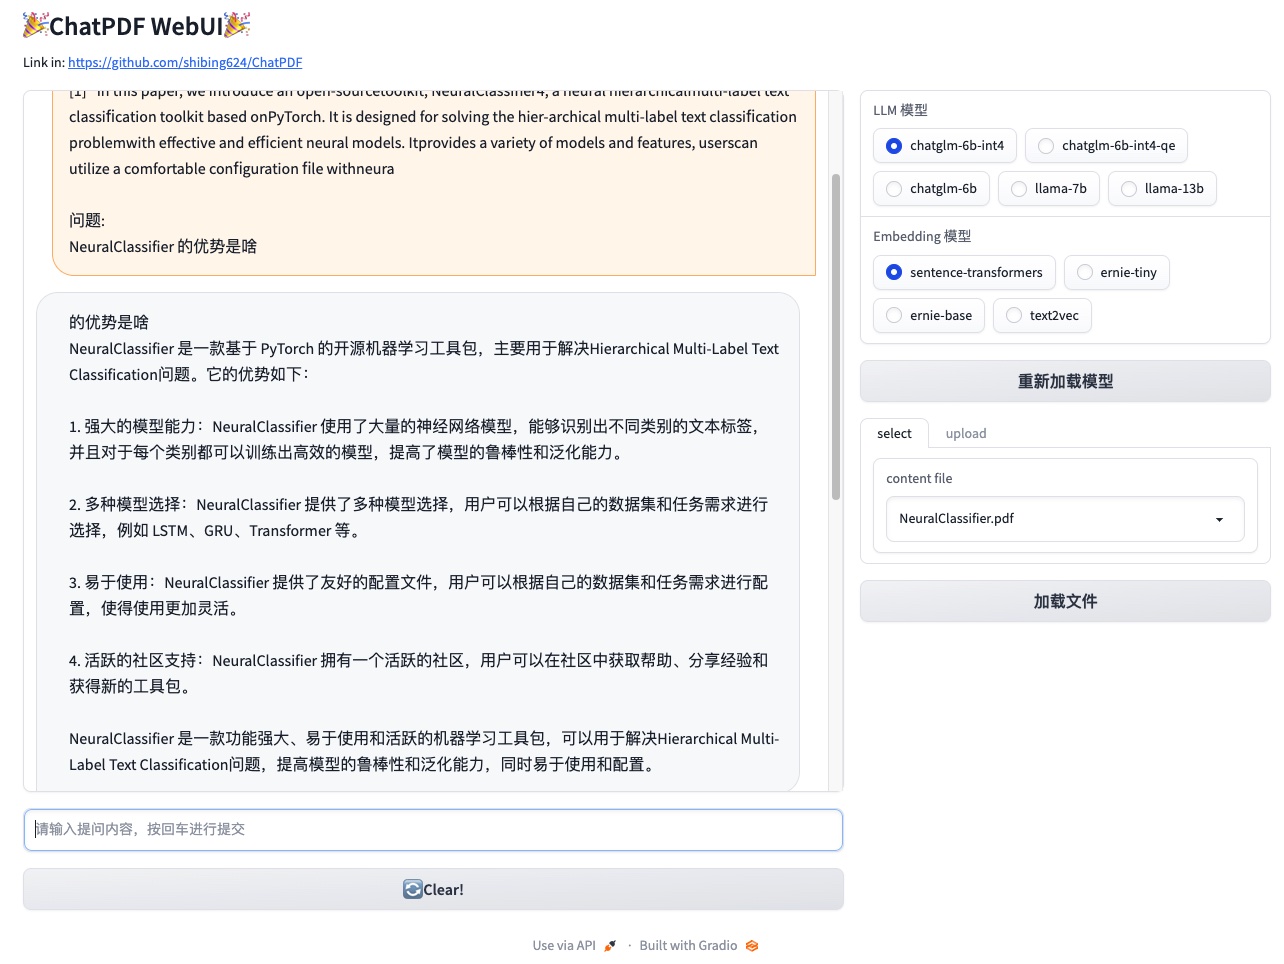 🎉ChatPDF WebUI🎉
Link in: https://github.com/shibing624/ChatPDF
[1] "In this paper, we introduce an open-sourcetoolkit, NeuralClassifier4, a neural hierarchicalmulti-label text
classification toolkit based onPyTorch. It is designed for solving the hier-archical multi-label text classification
problemwith effective and efficient neural models. Itprovides a variety of models and features, userscan
utilize a comfortable configuration file withneura
问题:
NeuralClassifier 的优势是啥
的优势是啥
NeuralClassifier 是一款基于 PyTorch 的开源机器学习工具包，主要用于解决Hierarchical Multi-Label Text
Classification问题。它的优势如下：
1. 强大的模型能力：NeuralClassifier 使用了大量的神经网络模型，能够识别出不同类别的文本标签，
并且对于每个类别都可以训练出高效的模型，提高了模型的鲁棒性和泛化能力。
2. 多种模型选择：NeuralClassifier 提供了多种模型选择，用户可以根据自己的数据集和任务需求进行
选择，例如 LSTM、GRU、Transformer 等。
3. 易于使用：NeuralClassifier 提供了友好的配置文件，用户可以根据自己的数据集和任务需求进行配
置，使得使用更加灵活。
4. 活跃的社区支持：NeuralClassifier 拥有一个活跃的社区，用户可以在社区中获取帮助、分享经验和
获得新的工具包。
NeuralClassifier 是一款功能强大、易于使用和活跃的机器学习工具包，可以用于解决Hierarchical Multi-
Label Text Classification问题，提高模型的鲁棒性和泛化能力，同时易于使用和配置。
请输入提问内容，按回车进行提交
🔄Clear!
LLM 模型
chatglm-6b-int4
chatglm-6b-int4-qe
chatglm-6b
llama-7b
llama-13b
Embedding 模型
sentence-transformers
ernie-tiny
ernie-base
text2vec
重新加载模型
select
upload
content file
NeuralClassifier.pdf
加载文件
Use via API 🚀 · Built with Gradio